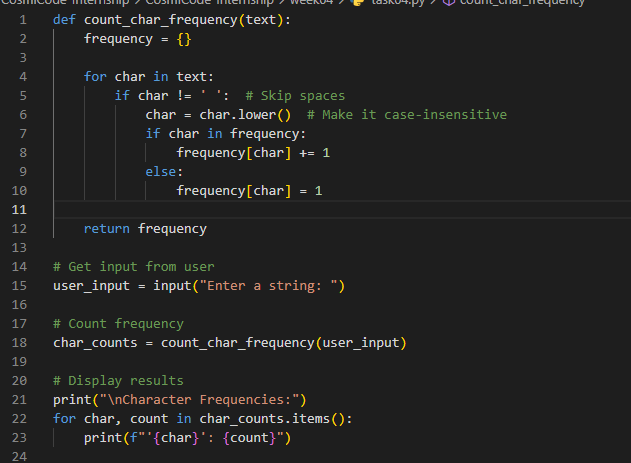 CosmiCode Internship > CosmiCode Internship > week04 > task04.py > count_char_frequency
1 def count_char_frequency(text):
2     frequency = {}
3
4     for char in text:
5         if char != ' ':  # Skip spaces
6             char = char.lower()  # Make it case-insensitive
7             if char in frequency:
8                 frequency[char] += 1
9             else:
10                 frequency[char] = 1
11
12     return frequency
13
14 # Get input from user
15 user_input = input("Enter a string: ")
16
17 # Count frequency
18 char_counts = count_char_frequency(user_input)
19
20 # Display results
21 print("\nCharacter Frequencies:")
22 for char, count in char_counts.items():
23     print(f"'{char}': {count}")
24